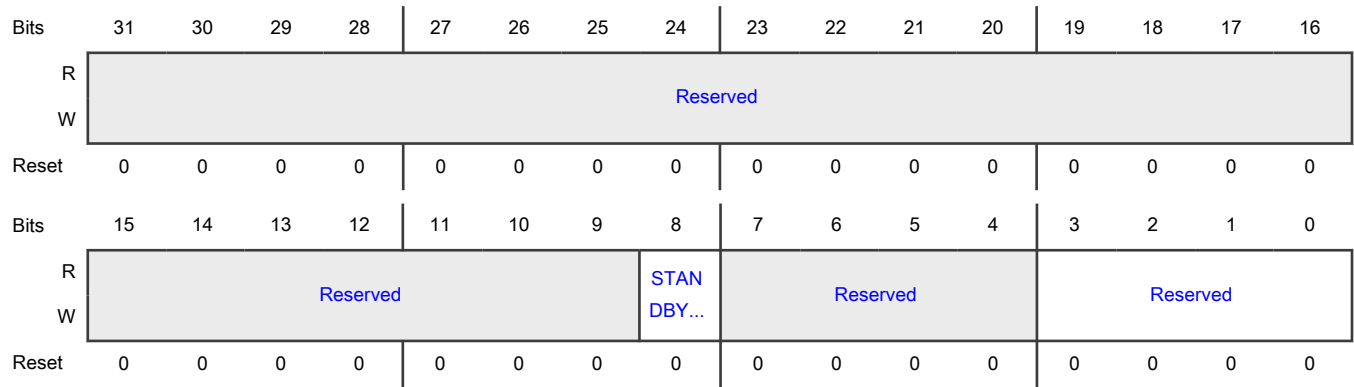 Bits 31 30 29 28 27 26 25 24 23 22 21 20 19 18 17 16
R
Reserved
W
Reset 0 0 0 0 0 0 0 0 0 0 0 0 0 0 0 0
Bits 15 14 13 12 11 10 9 8 7 6 5 4 3 2 1 0
R STAN
Reserved Reserved Reserved
W DBY...
Reset 0 0 0 0 0 0 0 0 0 0 0 0 0 0 0 0